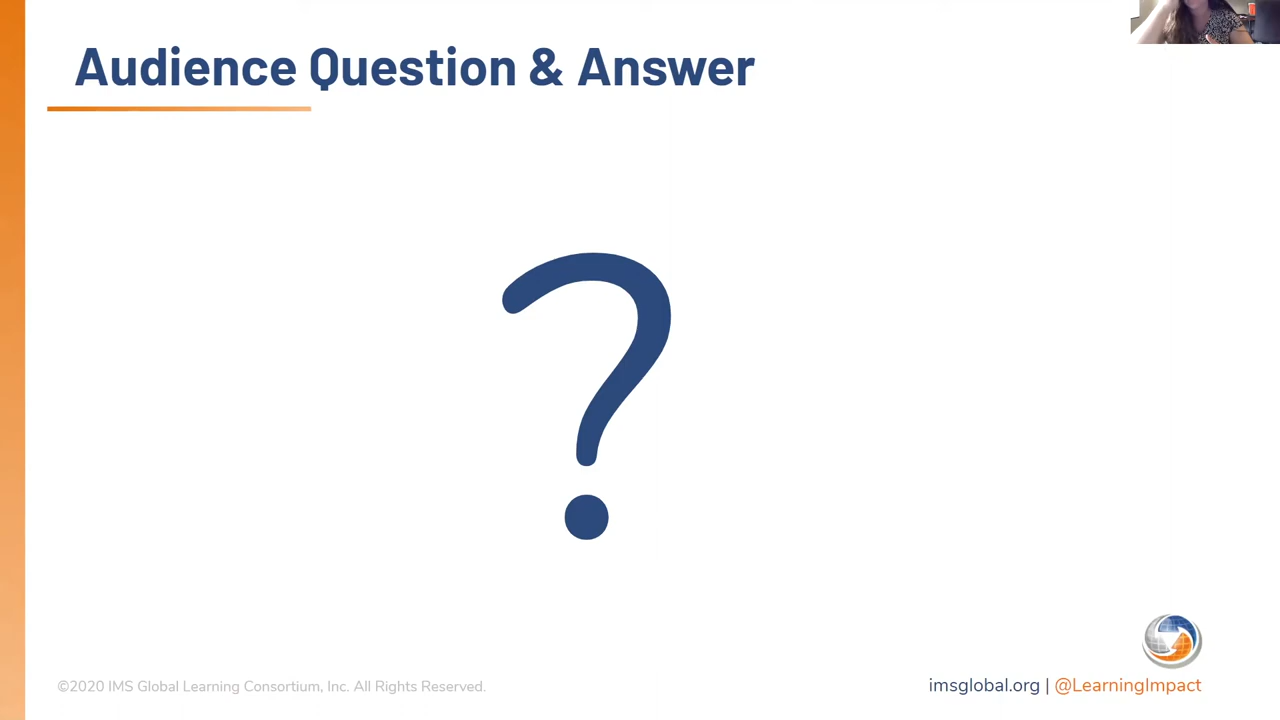 Audience Question & Answer
?
©2020 IMS Global Learning Consortium, Inc. All Rights Reserved.
imsglobal.org | @LearningImpact